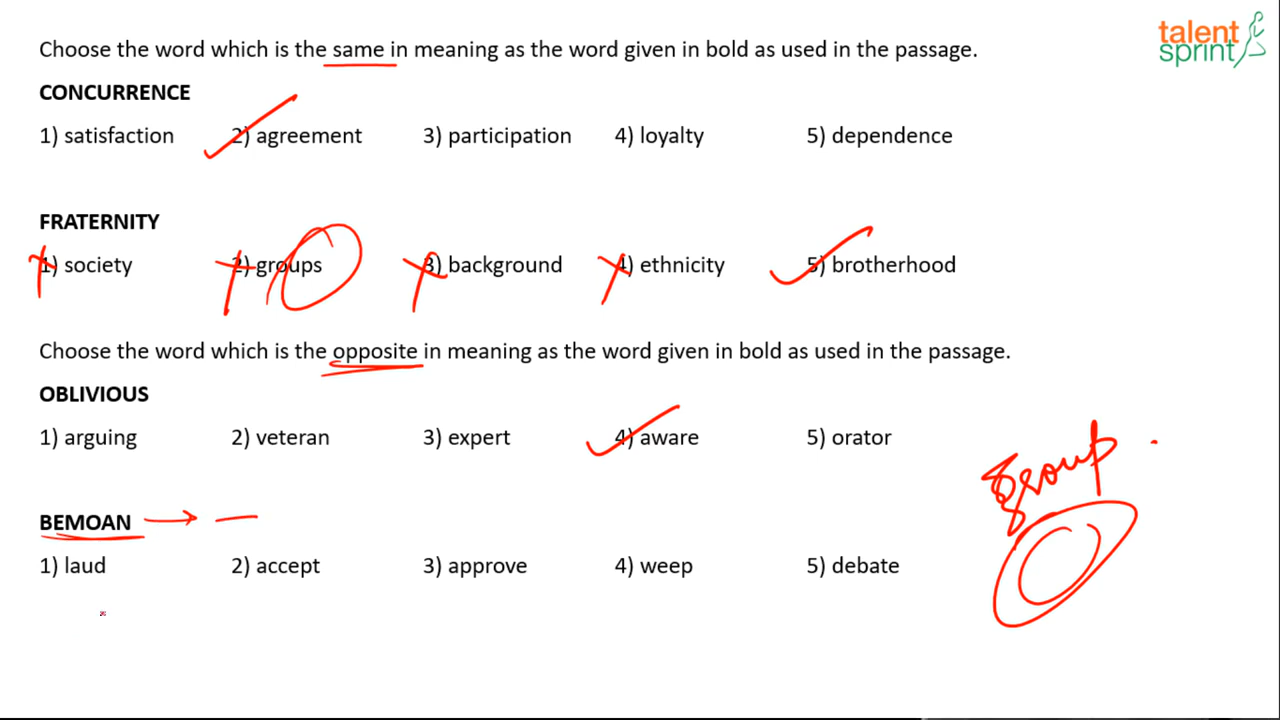 talent
sprint
Choose the word which is the same in meaning as the word given in bold as used in the passage.
CONCURRENCE
1) satisfaction 2) agreement 3) participation 4) loyalty 5) dependence
FRATERNITY
1) society 2) groups 3) background 4) ethnicity 5) brotherhood
Choose the word which is the opposite in meaning as the word given in bold as used in the passage.
OBLIVIOUS
1) arguing 2) veteran 3) expert 4) aware 5) orator
group
BEMOAN
1) laud 2) accept 3) approve 4) weep 5) debate